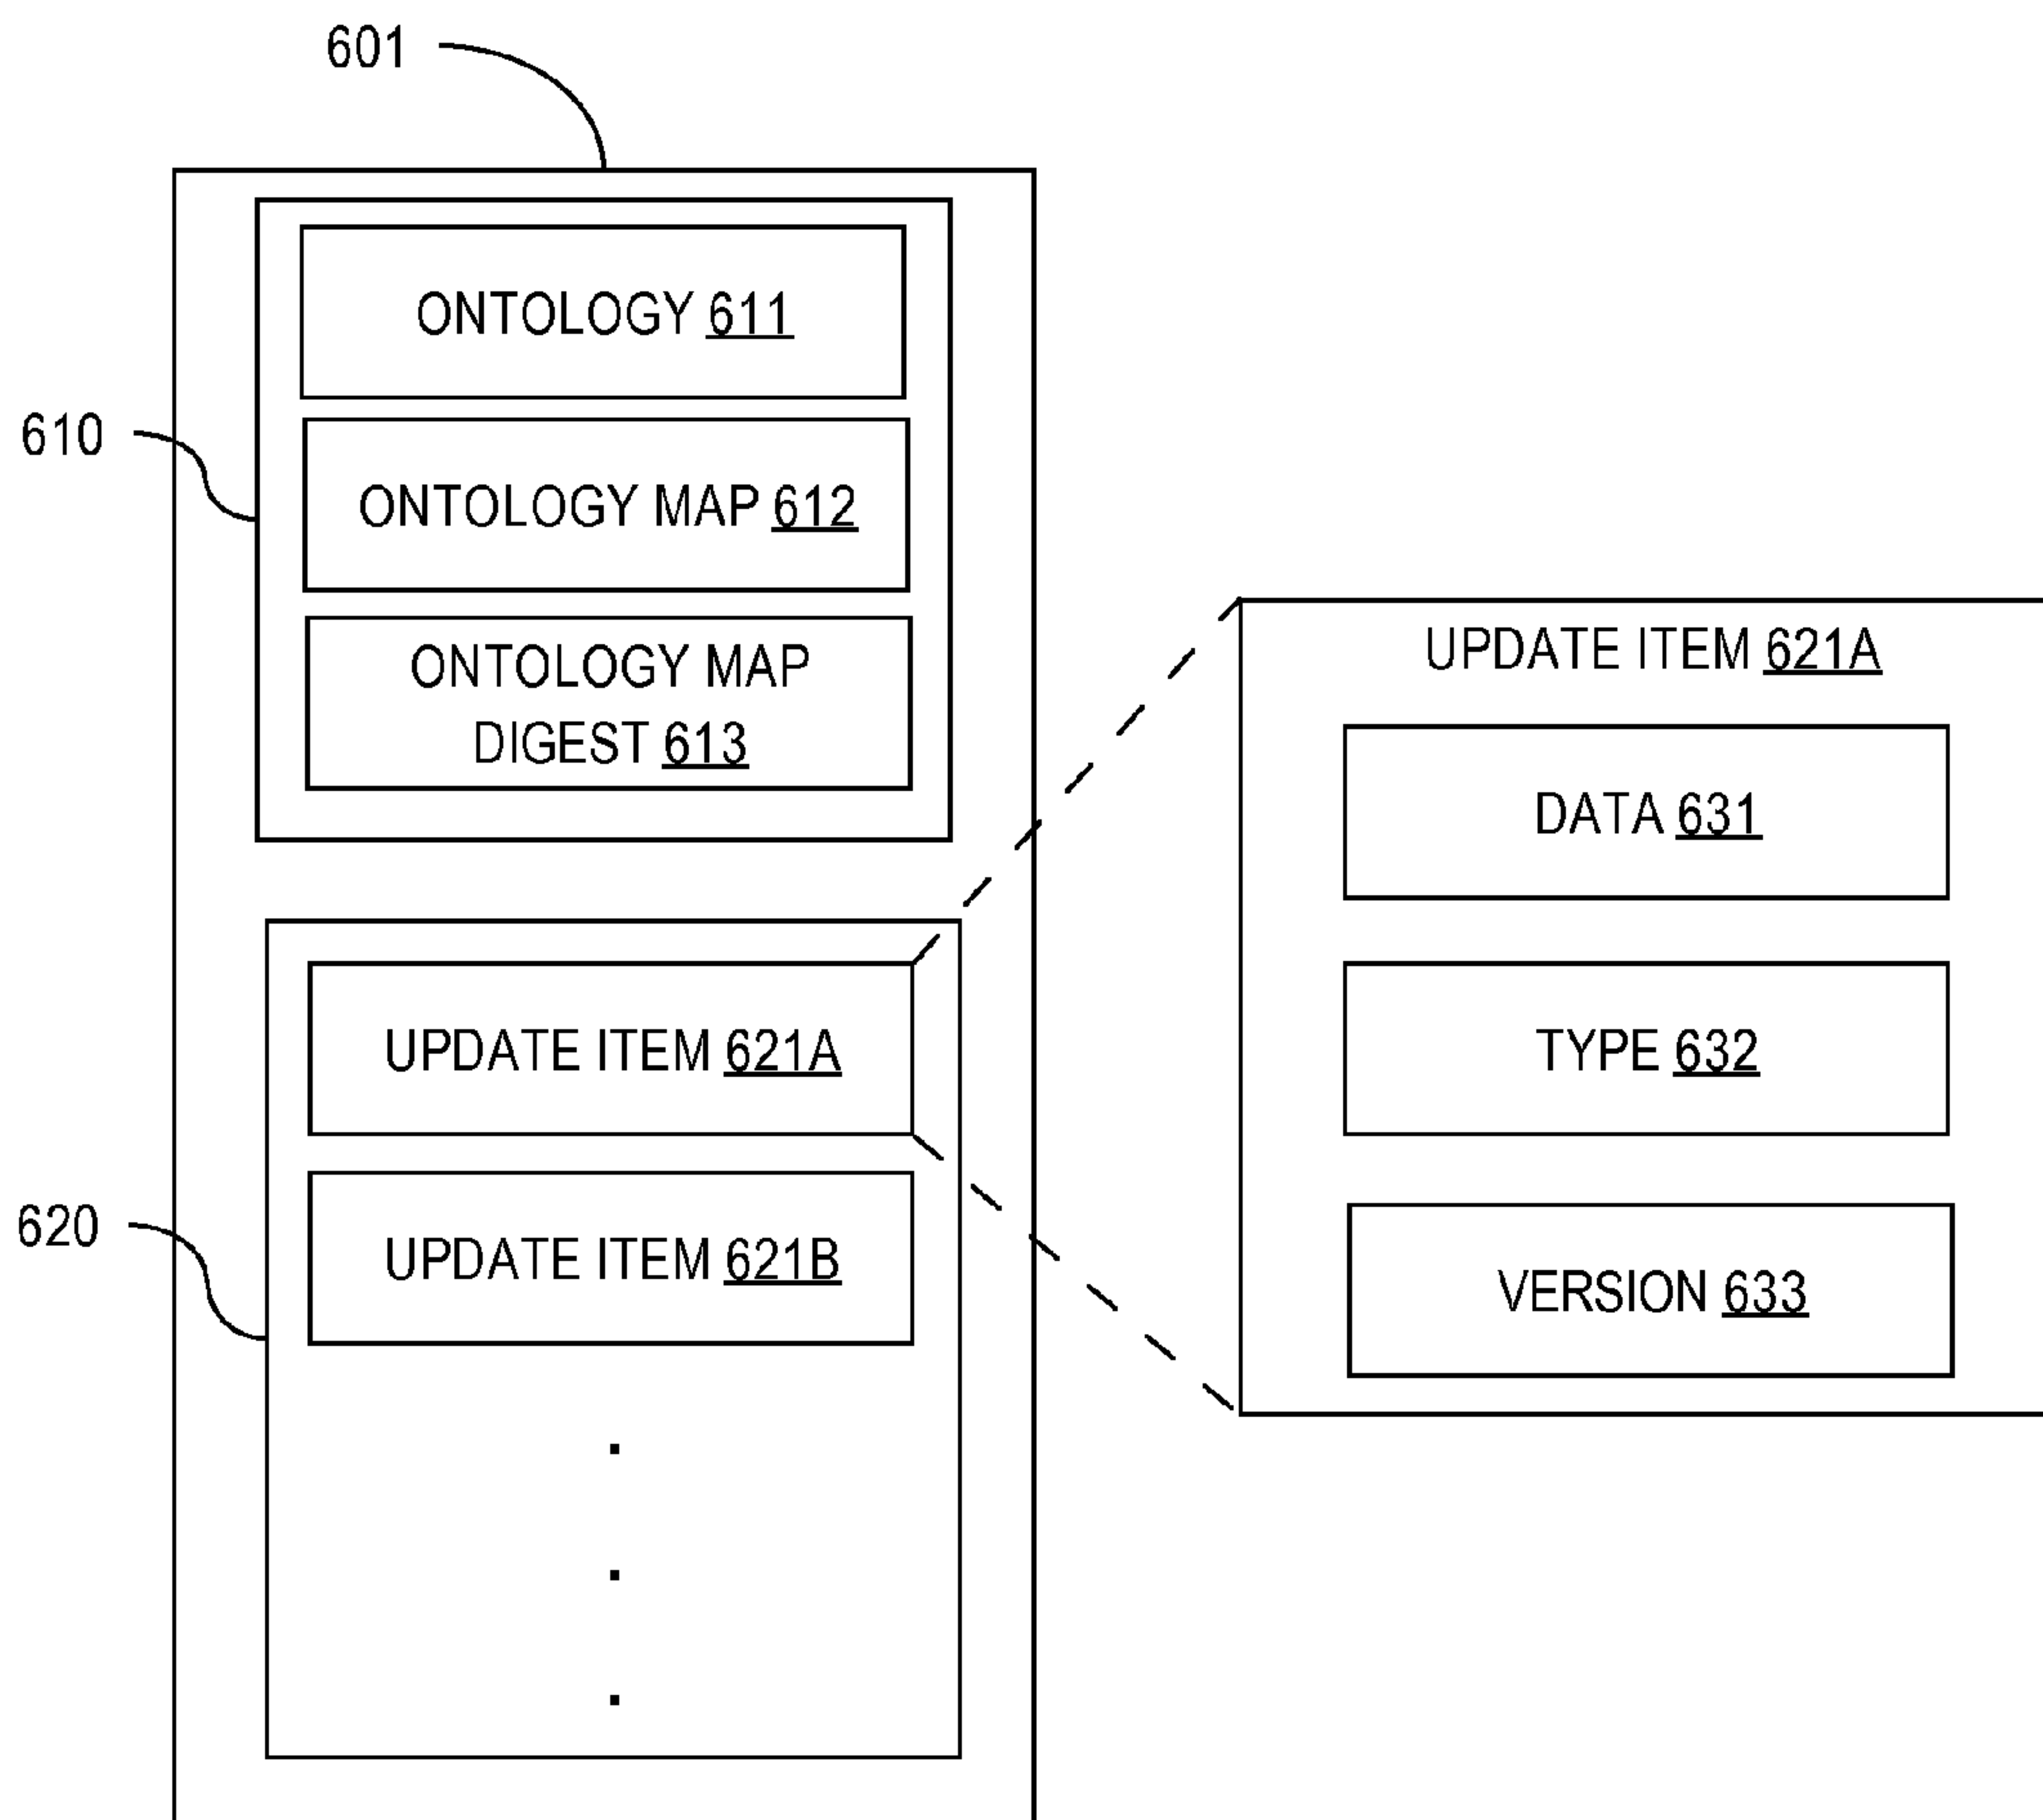 601
610
ONTOLOGY 611
ONTOLOGY MAP 612
ONTOLOGY MAP
DIGEST 613
620
UPDATE ITEM 621A
UPDATE ITEM 621B
UPDATE ITEM 621A
DATA 631
TYPE 632
VERSION 633